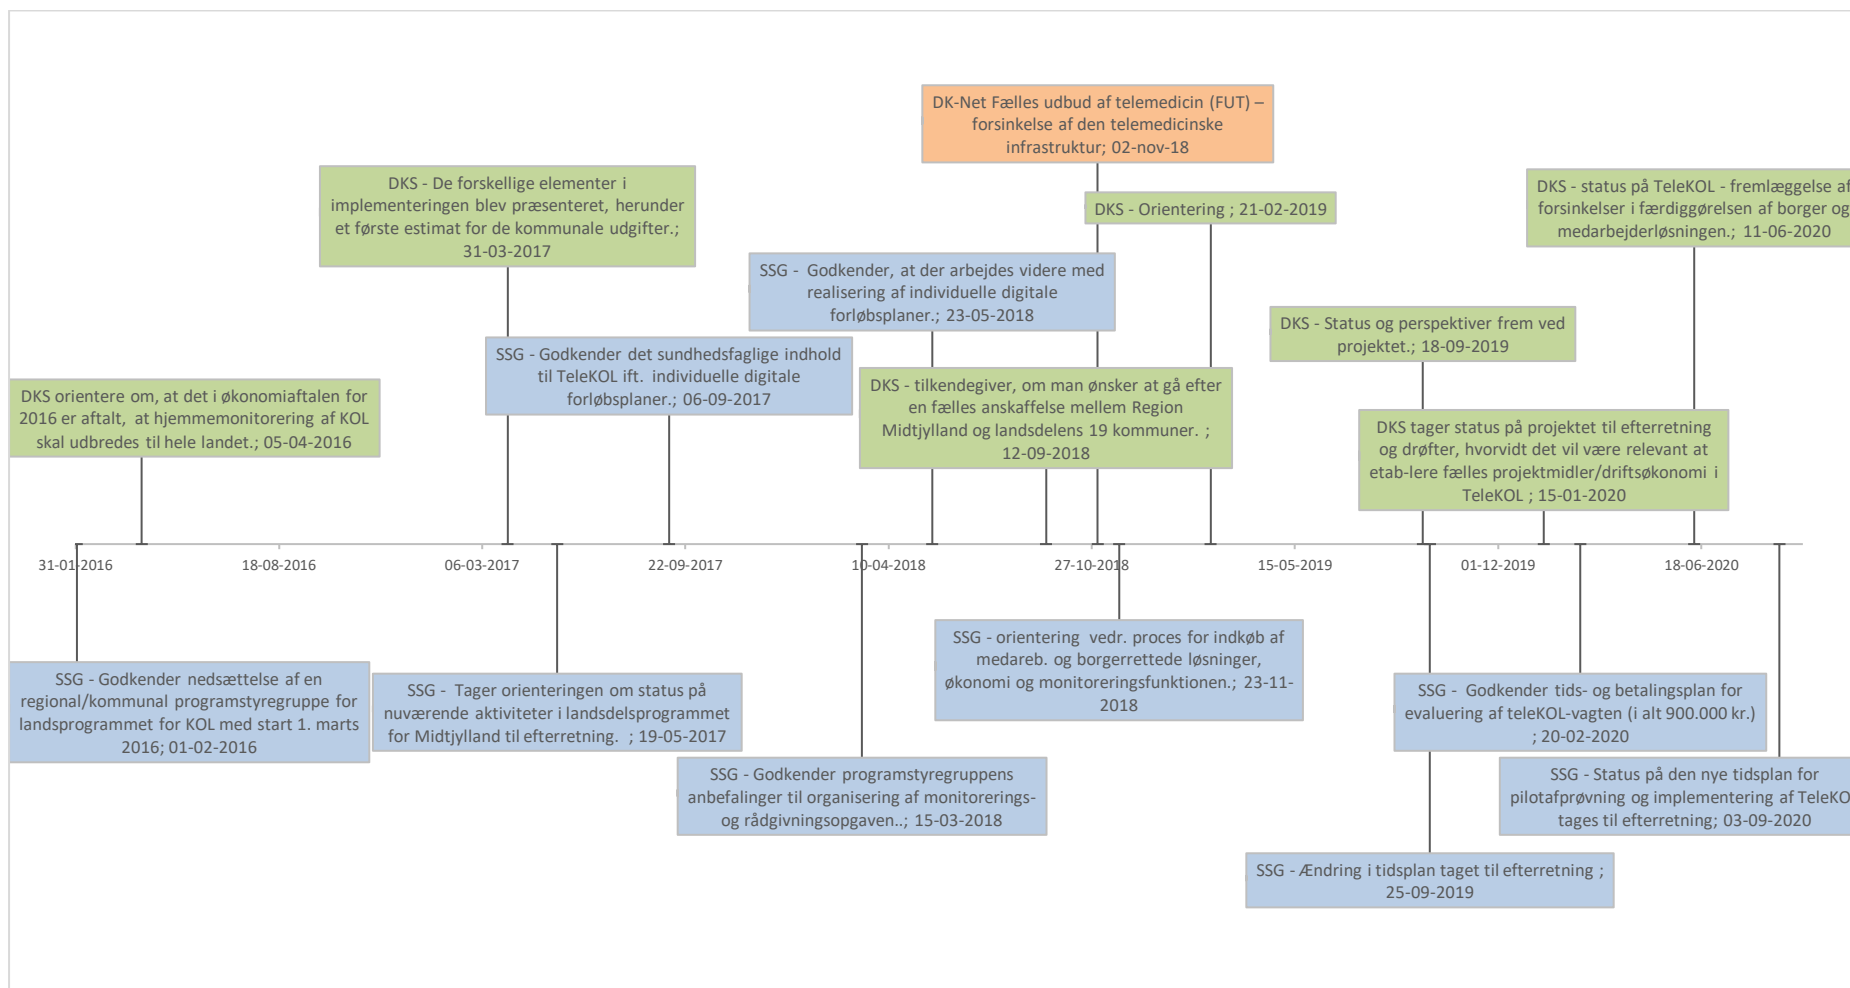 DK-Net Fælles udbud af telemedicin (FUT) –
forsinkelse af den telemedicinske
infrastruktur; 02-nov-18
DKS - De forskellige elementer i
implementeringen blev præsenteret, herunder
et første estimat for de kommunale udgifter.;
31-03-2017
DKS - Orientering ; 21-02-2019
DKS - status på TeleKOL - fremlæggelse af
forsinkelser i færdiggørelsen af borger og
medarbejderløsningen.; 11-06-2020
SSG - Godkender, at der arbejdes videre med
realisering af individuelle digitale
forløbsplaner.; 23-05-2018
DKS - Status og perspektiver frem ved
projektet.; 18-09-2019
SSG - Godkender det sundhedsfaglige indhold
til TeleKOL ift. individuelle digitale
forløbsplaner.; 06-09-2017
DKS orientere om, at det i økonomiaftalen for
2016 er aftalt, at hjemmemonitorering af KOL
skal udbredes til hele landet.; 05-04-2016
DKS - tilkendegiver, om man ønsker at gå efter
en fælles anskaffelse mellem Region
Midtjylland og landsdelens 19 kommuner. ;
12-09-2018
DKS tager status på projektet til efterretning
og drøfter, hvorvidt det vil være relevant at
etab-lere fælles projektmidler/driftsøkonomi i
TeleKOL ; 15-01-2020
31-01-2016 18-08-2016 06-03-2017 22-09-2017 10-04-2018 27-10-2018 15-05-2019 01-12-2019 18-06-2020
SSG - Godkender nedsættelse af en
regional/kommunal programstyregruppe for
landsprogrammet for KOL med start 1. marts
2016; 01-02-2016
SSG - Tager orienteringen om status på
nuværende aktiviteter i landsdelsprogrammet
for Midtjylland til efterretning. ; 19-05-2017
SSG - orientering vedr. proces for indkøb af
medareb. og borgerrettede løsninger,
økonomi og monitoreringsfunktionen.; 23-11-
2018
SSG - Godkender tids- og betalingsplan for
evaluering af teleKOL-vagten (i alt 900.000 kr.)
; 20-02-2020
SSG - Godkender programstyregruppens
anbefalinger til organisering af monitorerings-
og rådgivningsopgaven..; 15-03-2018
SSG - Status på den nye tidsplan for
pilotafprøvning og implementering af TeleKO
tages til efterretning; 03-09-2020
SSG - Ændring i tidsplan taget til efterretning ;
25-09-2019